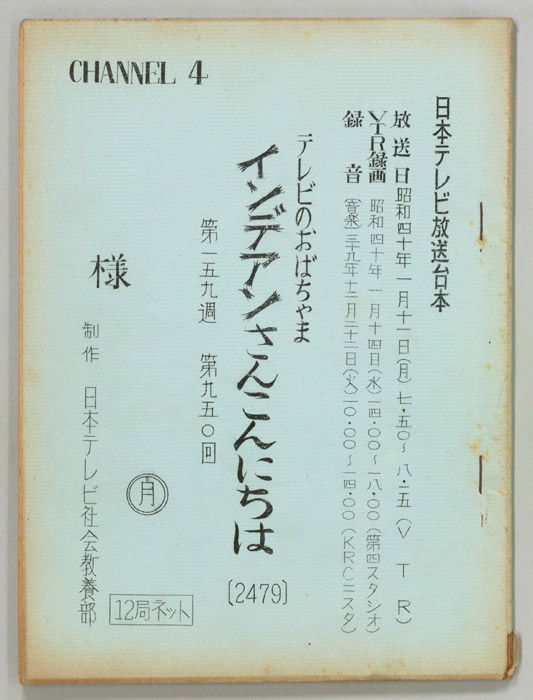 CHANNEL 4
日本テレビ放送台本
放送日 昭和四十年一月十一日(月)七・五〇〜八・二五(VTR)
VTR録画 昭和四十年一月十四日(水)一四・〇〇〜一八・〇〇(第四スタジオ)
録音 (音楽)三十九年十二月二十二日(火)一〇・〇〇〜一四・〇〇(KRC二スタ)
テレビのおばちゃま
インデアンさんこんにちは
〔2479〕
第一五九週 第九五〇回
月
様
制作 日本テレビ社会教養部
12局ネット